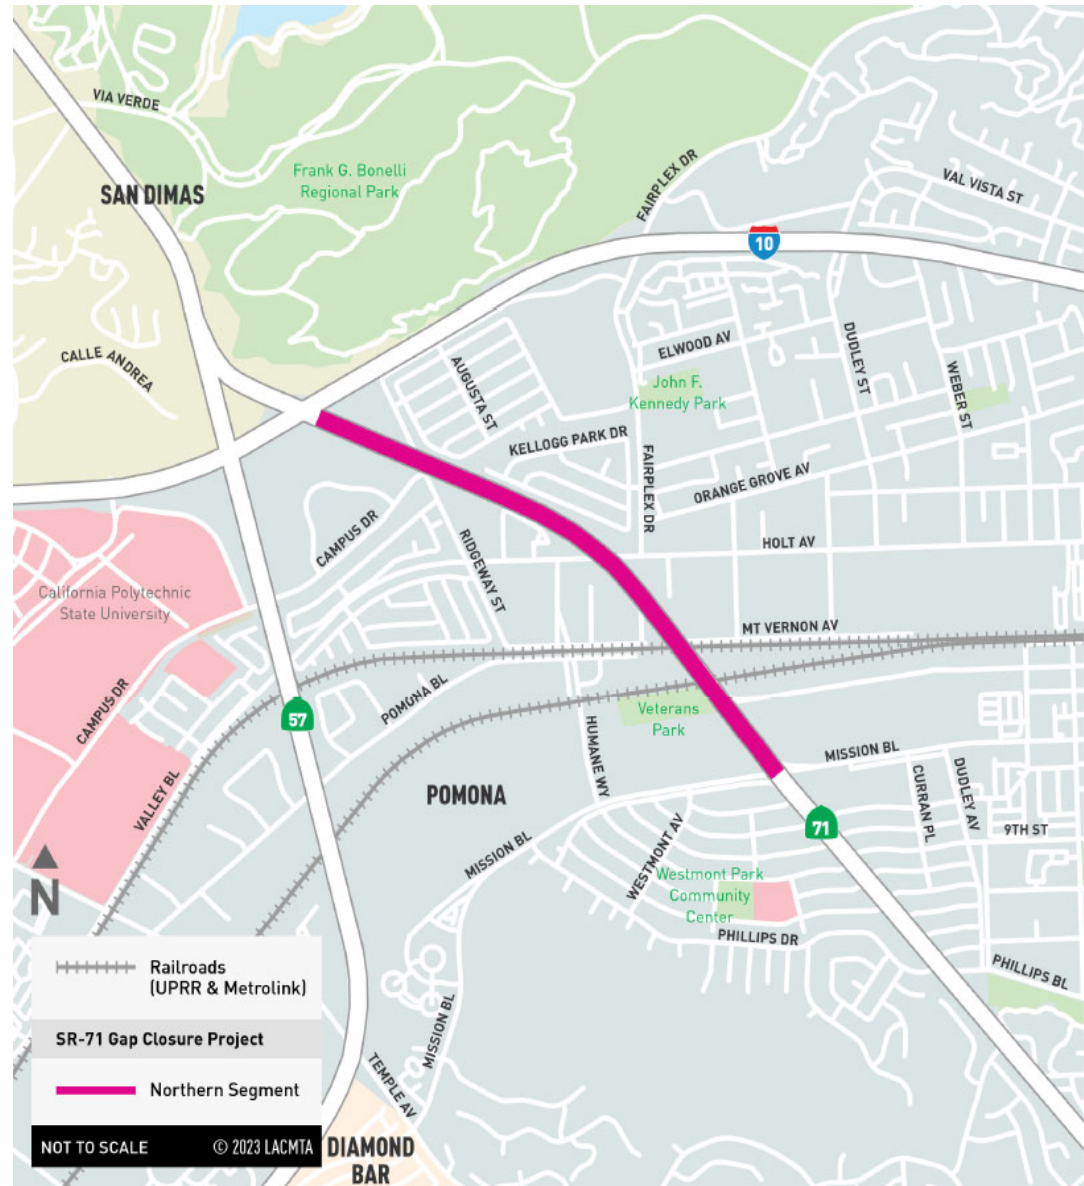 VIA VERDE
SAN DIMAS
Frank G. Bonelli
Regional Park
FAIRPLEX DR
VAL VISTA ST
10
CALLE ANDREA
AUGUSTA ST
ELWOOD AV
DUDLEY ST
WEBER ST
John F.
Kennedy Park
KELLOGG PARK DR
FAIRPLEX DR
ORANGE GROVE AV
CAMPUS DR
RIDGEWAY ST
HOLT AV
California Polytechnic
State University
MT VERNON AV
CAMPUS DR
57
POMONA BL
Veterans
Park
HUMANE WY
MISSION BL
VALLEY BL
POMONA
CURRAN PL
DUDLEY AV
71
9TH ST
MISSION BL
WESTMONT AV
Westmont Park
Community
Center
N
PHILLIPS DR
PHILLIPS BL
MISSION BL
TEMPLE AV
Railroads
(UPRR & Metrolink)
SR-71 Gap Closure Project
Northern Segment
NOT TO SCALE
© 2023 LACMTA
DIAMOND
BAR